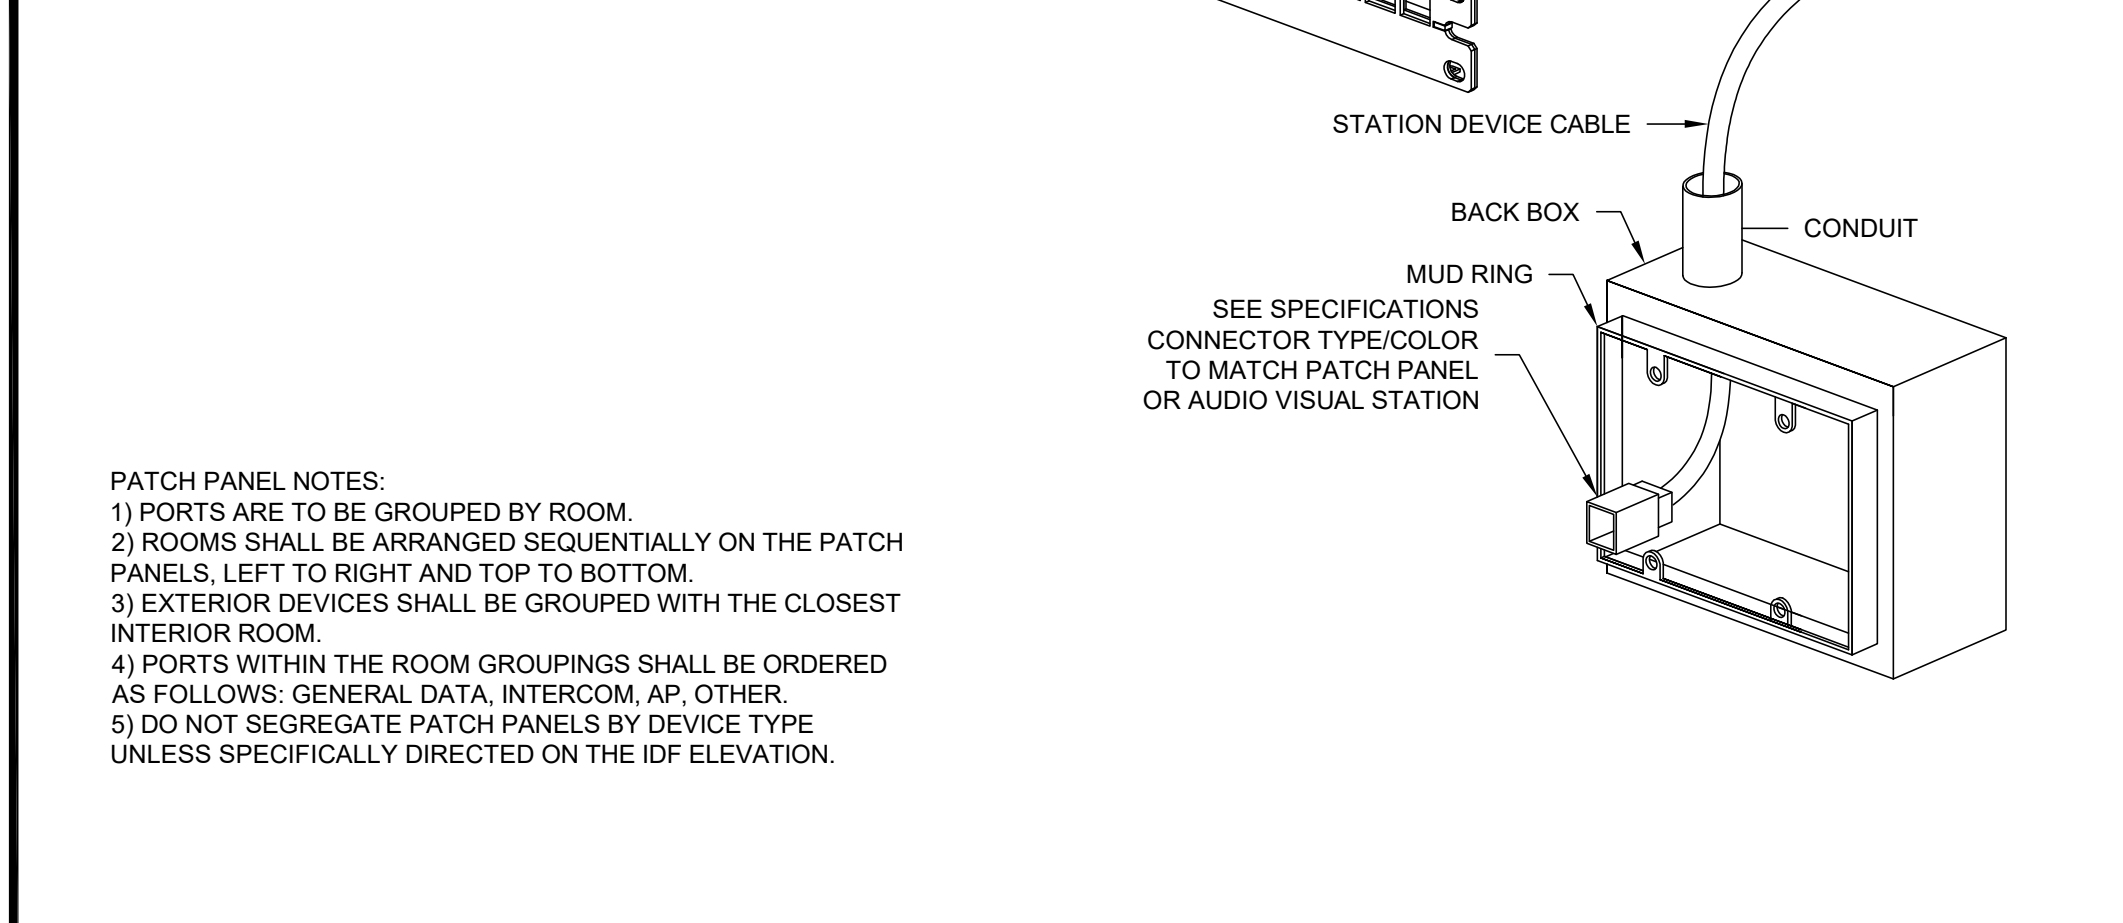 STATION DEVICE CABLE
BACK BOX
CONDUIT
MUD RING
SEE SPECIFICATIONS
CONNECTOR TYPE/COLOR
TO MATCH PATCH PANEL
OR AUDIO VISUAL STATION
PATCH PANEL NOTES:
1) PORTS ARE TO BE GROUPED BY ROOM.
2) ROOMS SHALL BE ARRANGED SEQUENTIALLY ON THE PATCH
PANELS, LEFT TO RIGHT AND TOP TO BOTTOM.
3) EXTERIOR DEVICES SHALL BE GROUPED WITH THE CLOSEST
INTERIOR ROOM.
4) PORTS WITHIN THE ROOM GROUPINGS SHALL BE ORDERED
AS FOLLOWS: GENERAL DATA, INTERCOM, AP, OTHER.
5) DO NOT SEGREGATE PATCH PANELS BY DEVICE TYPE
UNLESS SPECIFICALLY DIRECTED ON THE IDF ELEVATION.